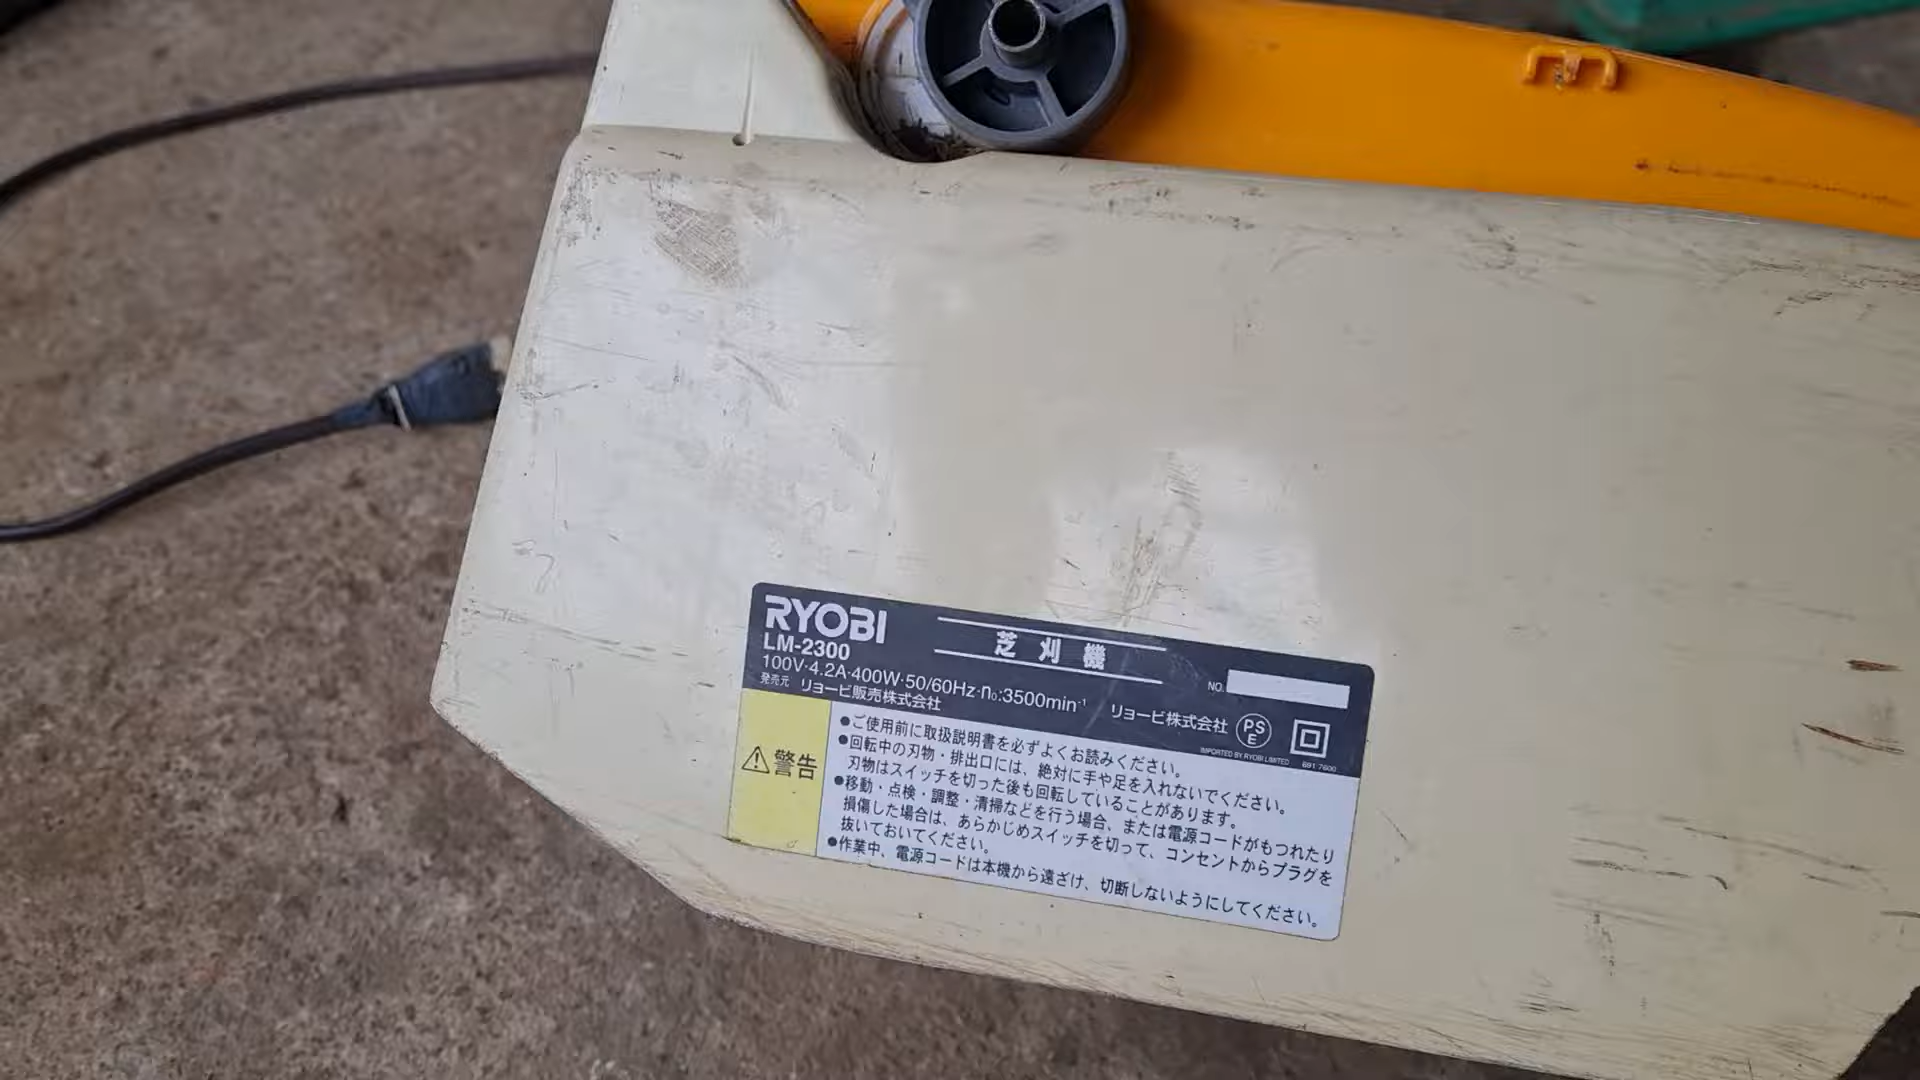 RYOBI
LM-2300
芝刈機
100V·4.2A·400W·50/60Hz·n₀:3500min⁻¹
発売元 リョービ販売株式会社
NO.
リョービ株式会社
PS
E
IMPORTED BY RYOBI LIMITED
691 7600
警告
●ご使用前に取扱説明書を必ずよくお読みください。
●回転中の刃物・排出口には、絶対に手や足を入れないでください。
刃物はスイッチを切った後も回転していることがあります。
●移動・点検・調整・清掃などを行う場合、または電源コードがもつれたり
損傷した場合は、あらかじめスイッチを切って、コンセントからプラグを
抜いておいてください。
●作業中、電源コードは本機から遠ざけ、切断しないようにしてください。